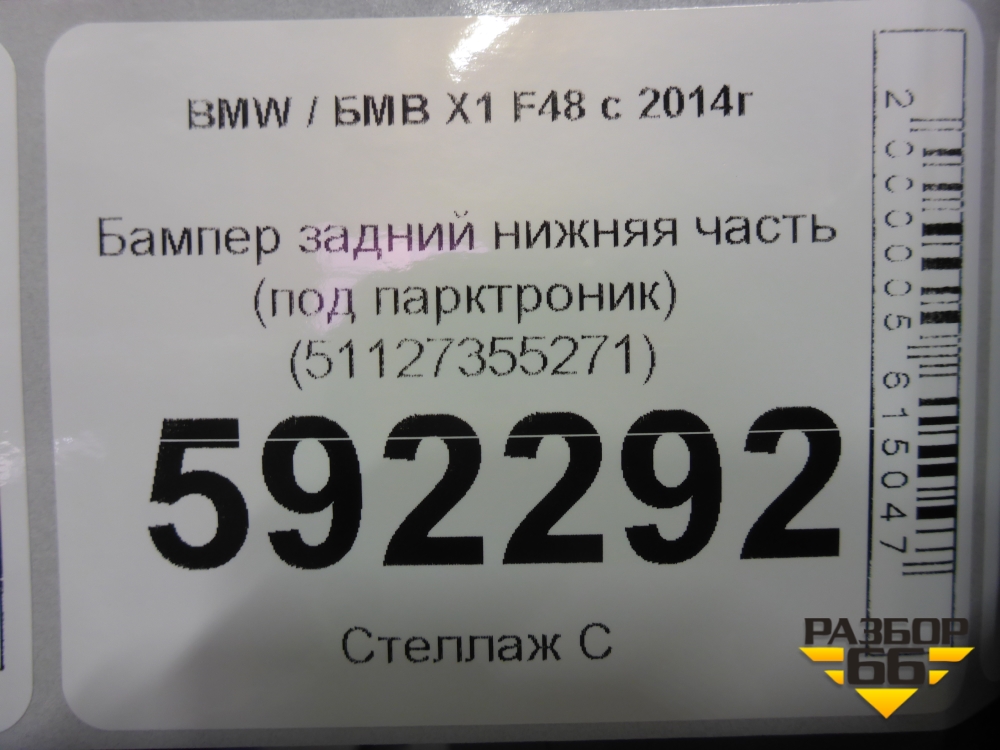 BMW / БМВ X1 F48 с 2014г
Бампер задний нижняя часть
(под парктроник)
(51127355271)
592292
Стеллаж С
2000005615047
РАЗБОР
66